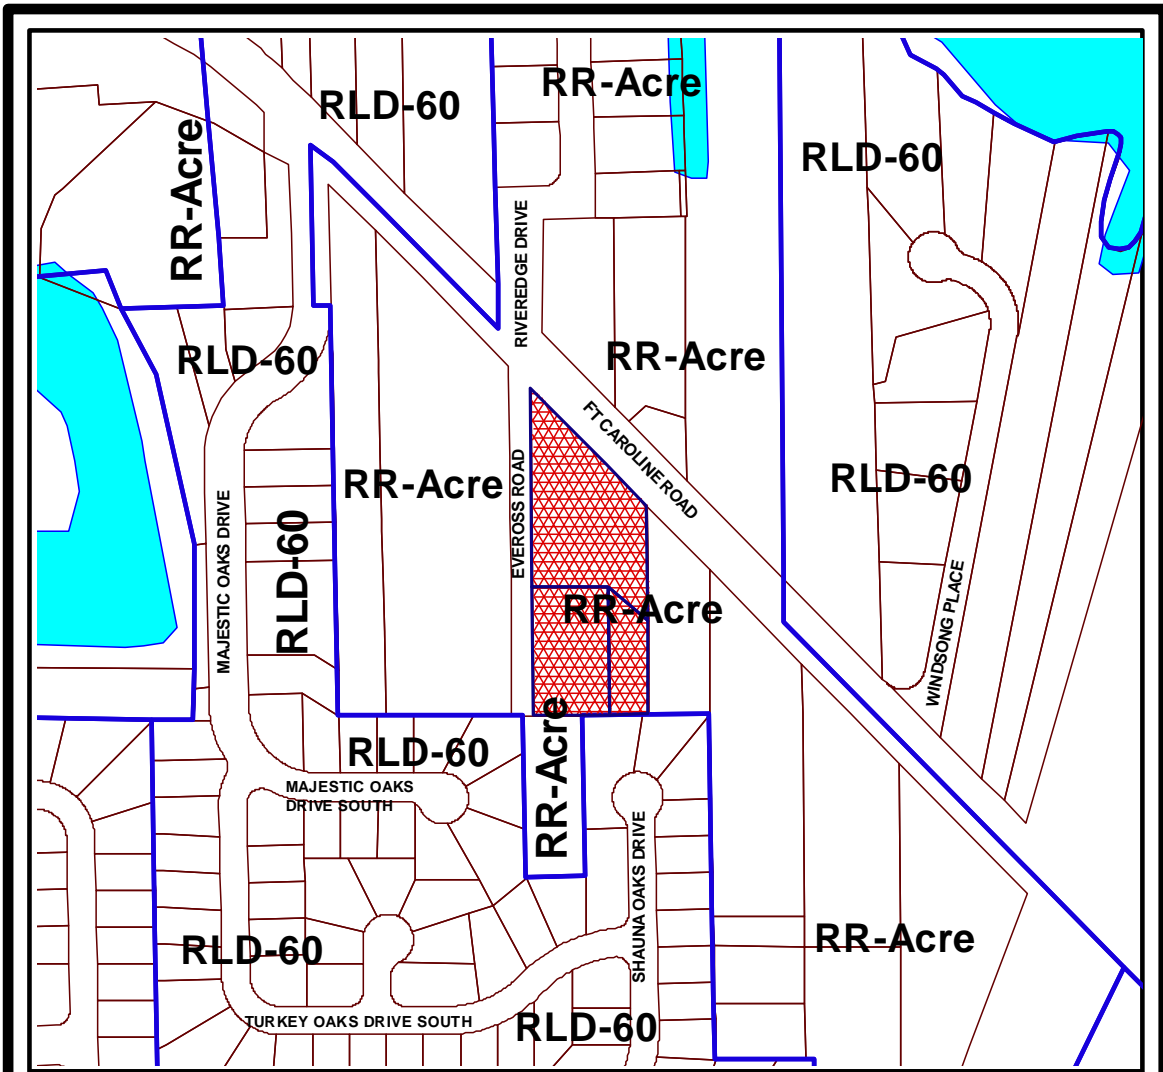 RR-Acre
RLD-60
RLD-60
RR-Acre
RIVEREDGE DRIVE
RLD-60
RR-Acre
FT CAROLINE ROAD
RR-Acre
EVEROSS ROAD
RLD-60
MAJESTIC OAKS DRIVE
RLD-60
RR-Acre
WINDSONG PLACE
RLD-60
RR-Acre
MAJESTIC OAKS
DRIVE SOUTH
SHAUNA OAKS DRIVE
RLD-60
RR-Acre
TURKEY OAKS DRIVE SOUTH
RLD-60